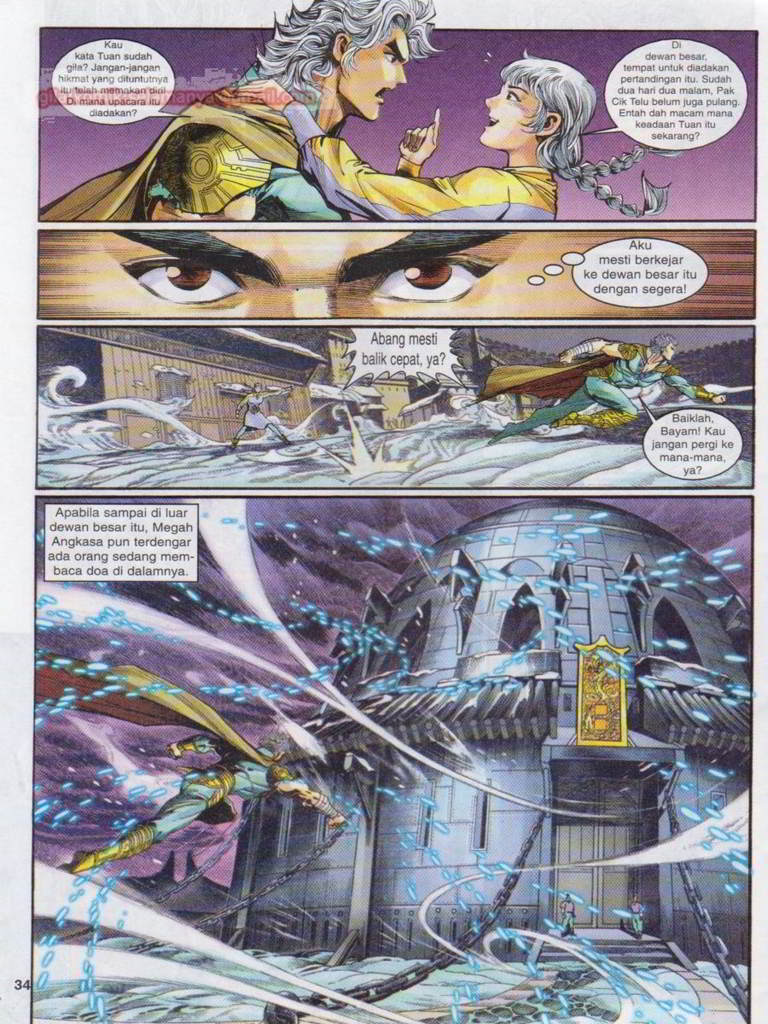 Kau
kata Tuan sudah
gila? Jangan-jangan
hikmat yang dituntutnya
itu telah memakan diri!
Di mana upacara itu
diadakan?
Di
dewan besar,
tempat untuk diadakan
pertandingan itu. Sudah
dua hari dua malam, Pak
Cik Telu belum juga pulang.
Entah dah macam mana
keadaan Tuan itu
sekarang?
Aku
mesti berkejar
ke dewan besar itu
dengan segera!
Abang mesti
balik cepat, ya?
Baiklah,
Bayam! Kau
jangan pergi ke
mana-mana,
ya?
Apabila sampai di luar
dewan besar itu, Megah
Angkasa pun terdengar
ada orang sedang mem-
baca doa di dalamnya.
34